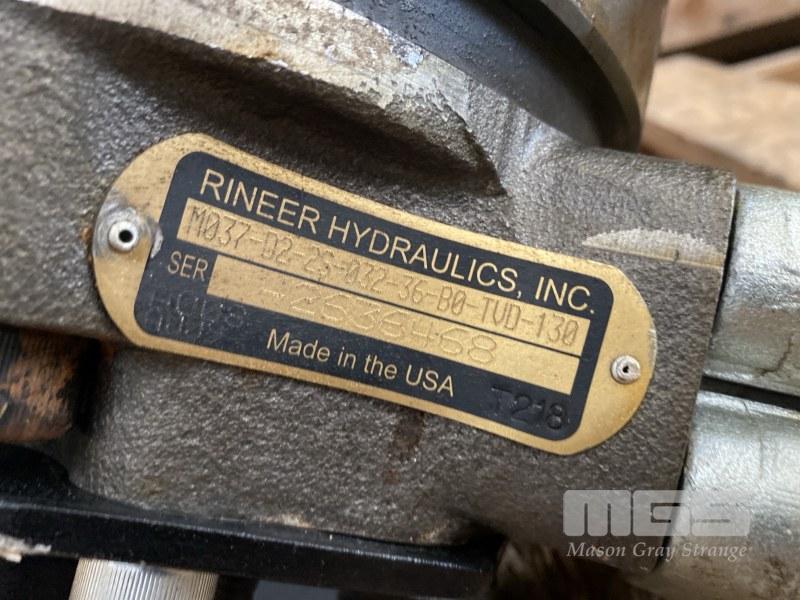 RINEER HYDRAULICS, INC.
M037-D2-2S-032-36-B0-TVD-130
SER -2636468
Made in the USA
T218
MGS
Mason Gray Strange